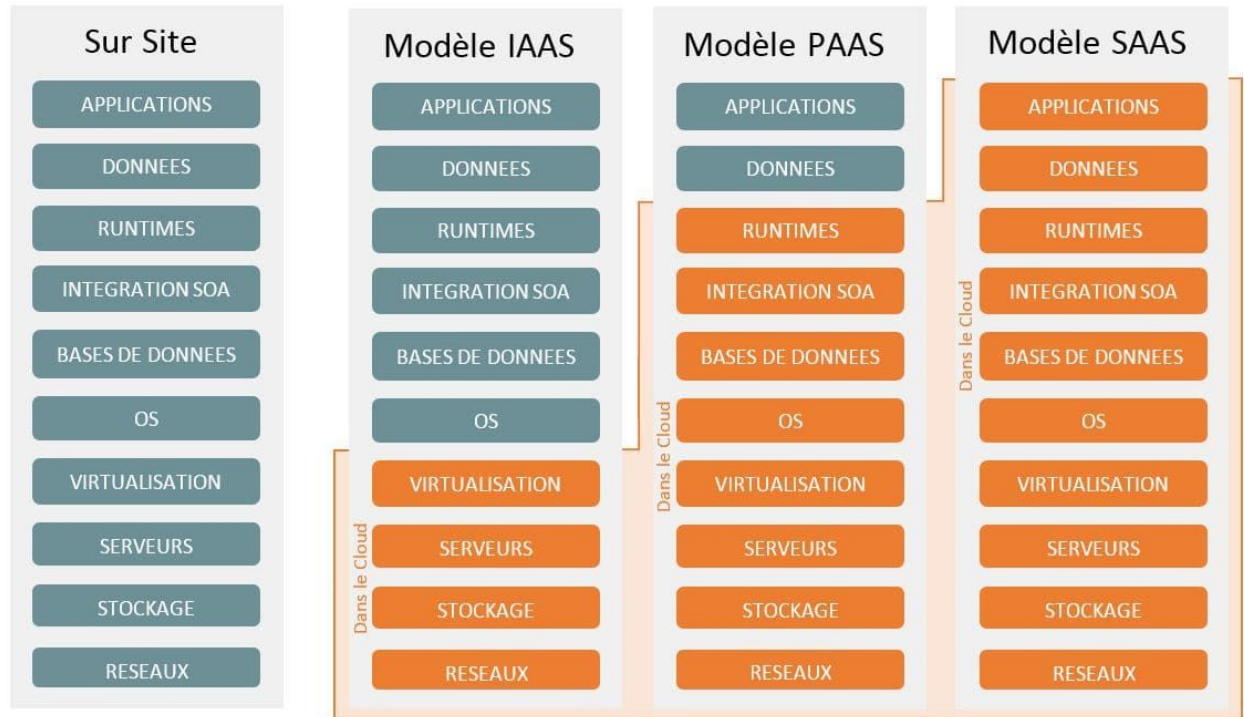 Sur Site
APPLICATIONS
DONNEES
RUNTIMES
INTEGRATION SOA
BASES DE DONNEES
OS
VIRTUALISATION
SERVEURS
STOCKAGE
RESEAUX
Modèle IAAS
APPLICATIONS
DONNEES
RUNTIMES
INTEGRATION SOA
BASES DE DONNEES
OS
VIRTUALISATION
SERVEURS
STOCKAGE
RESEAUX
Dans le Cloud
Modèle PAAS
APPLICATIONS
DONNEES
RUNTIMES
INTEGRATION SOA
BASES DE DONNEES
OS
VIRTUALISATION
SERVEURS
STOCKAGE
RESEAUX
Dans le Cloud
Modèle SAAS
APPLICATIONS
DONNEES
RUNTIMES
INTEGRATION SOA
BASES DE DONNEES
OS
VIRTUALISATION
SERVEURS
STOCKAGE
RESEAUX
Dans le Cloud